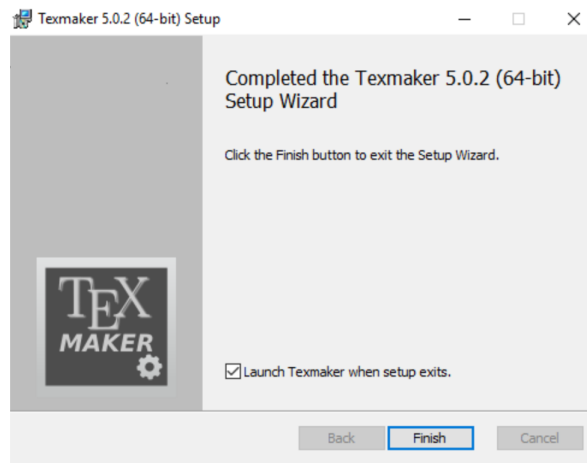 Texmaker 5.0.2 (64-bit) Setup
Completed the Texmaker 5.0.2 (64-bit)
Setup Wizard
Click the Finish button to exit the Setup Wizard.
TEX
MAKER
Launch Texmaker when setup exits.
Back Finish Cancel